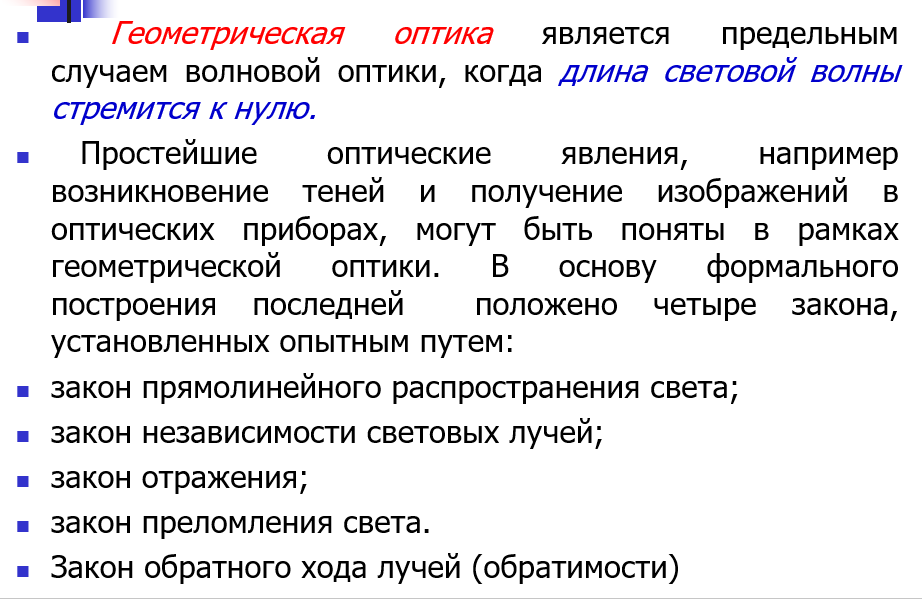 Геометрическая оптика является предельным
случаем волновой оптики, когда длина световой волны
стремится к нулю.
Простейшие оптические явления, например
возникновение теней и получение изображений в
оптических приборах, могут быть поняты в рамках
геометрической оптики. В основу формального
построения последней положено четыре закона,
установленных опытным путем:
закон прямолинейного распространения света;
закон независимости световых лучей;
закон отражения;
закон преломления света.
Закон обратного хода лучей (обратимости)